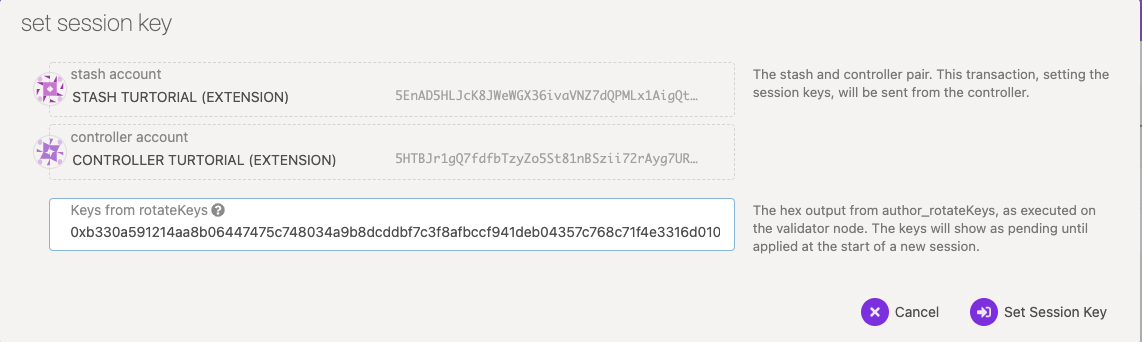 set session key
stash account
STASH TURTORIAL (EXTENSION)
5EnAD5HLJcK8JWeWGX36ivaVNZ7dQPMLx1AigQt…
The stash and controller pair. This transaction, setting the
session keys, will be sent from the controller.
controller account
CONTROLLER TURTORIAL (EXTENSION)
5HTBJr1gQ7fdfbTzyZo5St81nBSzii72rAyg7UR…
Keys from rotateKeys
0xb330a591214aa8b06447475c748034a9b8dcddbf7c3f8afbccf941deb04357c768c71f4e3316d010
The hex output from author_rotateKeys, as executed on
the validator node. The keys will show as pending until
applied at the start of a new session.
Cancel
Set Session Key